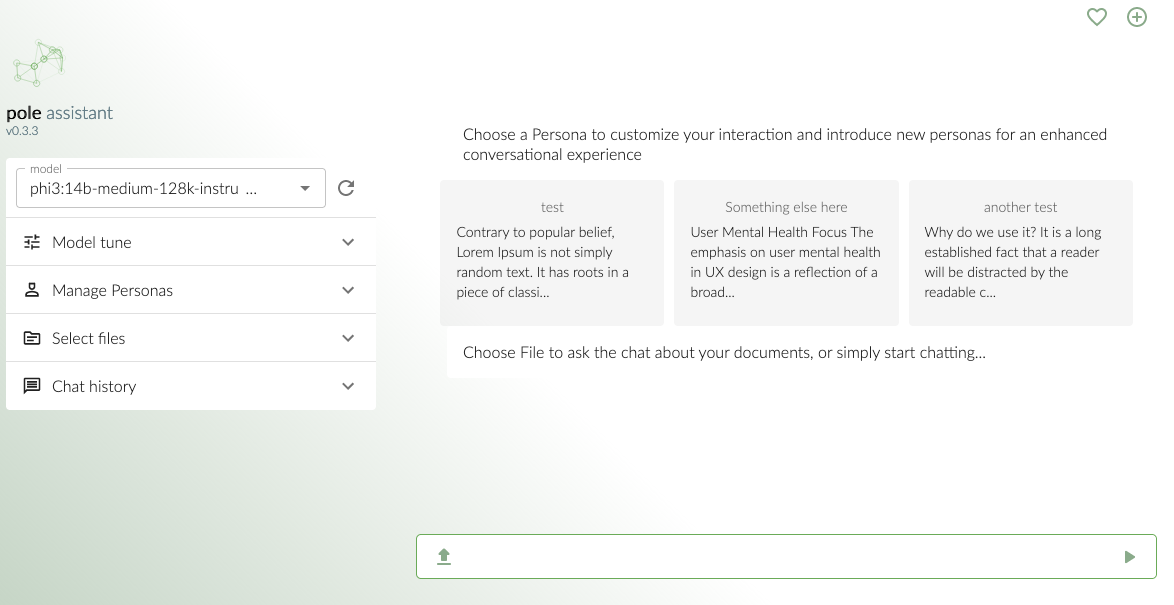 pole assistant
v0.3.3
model
phi3:14b-medium-128k-instru ...
Model tune
Manage Personas
Select files
Chat history
Choose a Persona to customize your interaction and introduce new personas for an enhanced
conversational experience
test
Contrary to popular belief,
Lorem Ipsum is not simply
random text. It has roots in a
piece of classi...
Something else here
User Mental Health Focus The
emphasis on user mental health
in UX design is a reflection of a
broad...
another test
Why do we use it? It is a long
established fact that a reader
will be distracted by the
readable c...
Choose File to ask the chat about your documents, or simply start chatting...